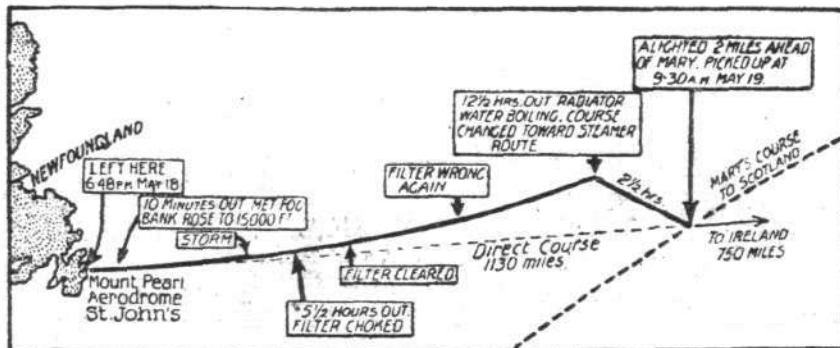 NEWFOUNDLAND
LEFT HERE
6.48 P.M. MAY 18
10 MINUTES OUT MET FOG
BANK ROSE TO 15,000 FT
STORM
Mount Pearl
Aerodrome
St. John's
5½ HOURS OUT.
FILTER CHOKED
FILTER CLEARED
FILTER WRONG
AGAIN
12½ HRS. OUT RADIATOR
WATER BOILING. COURSE
CHANGED TOWARD STEAMER
ROUTE
2½ HRS.
Direct Course
1130 miles.
ALIGHTED 2 MILES AHEAD
OF MARY. PICKED UP AT
9.30 A.M. MAY 19.
MARY'S COURSE
TO SCOTLAND
TO IRELAND
750 MILES